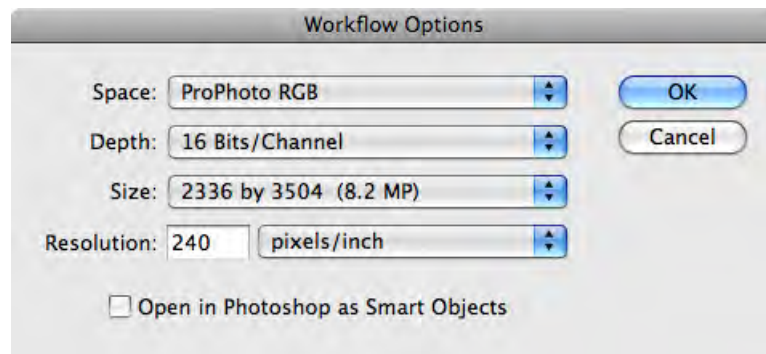 Workflow Options
Space: ProPhoto RGB
OK
Depth: 16 Bits/Channel
Cancel
Size: 2336 by 3504 (8.2 MP)
Resolution: 240 pixels/inch
Open in Photoshop as Smart Objects